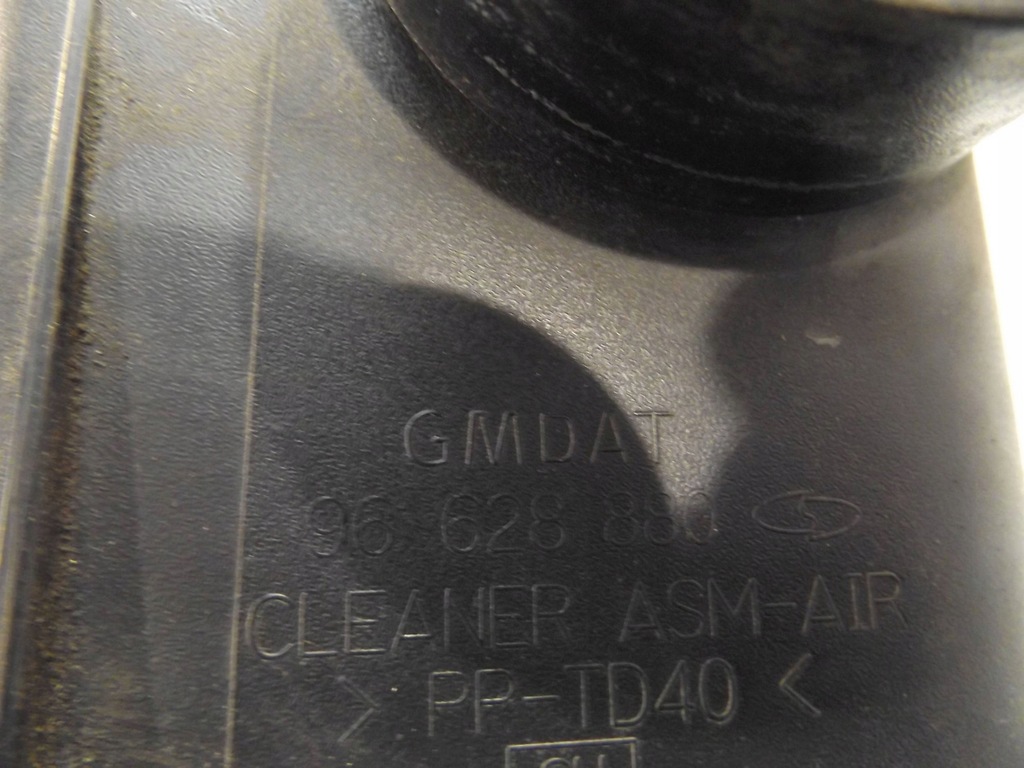 GMDAT
96 628 880
CLEANER ASM-AIR
> PP-TD40 <